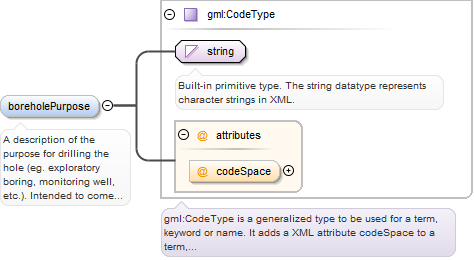 gml:CodeType
string
Built-in primitive type. The string datatype represents
character strings in XML.
boreholePurpose
A description of the
purpose for drilling the
hole (eg. exploratory
boring, monitoring well,
etc.). Intended to come...
@ attributes
@ codeSpace
gml:CodeType is a generalized type to be used for a term,
keyword or name. It adds a XML attribute codeSpace to a
term,...